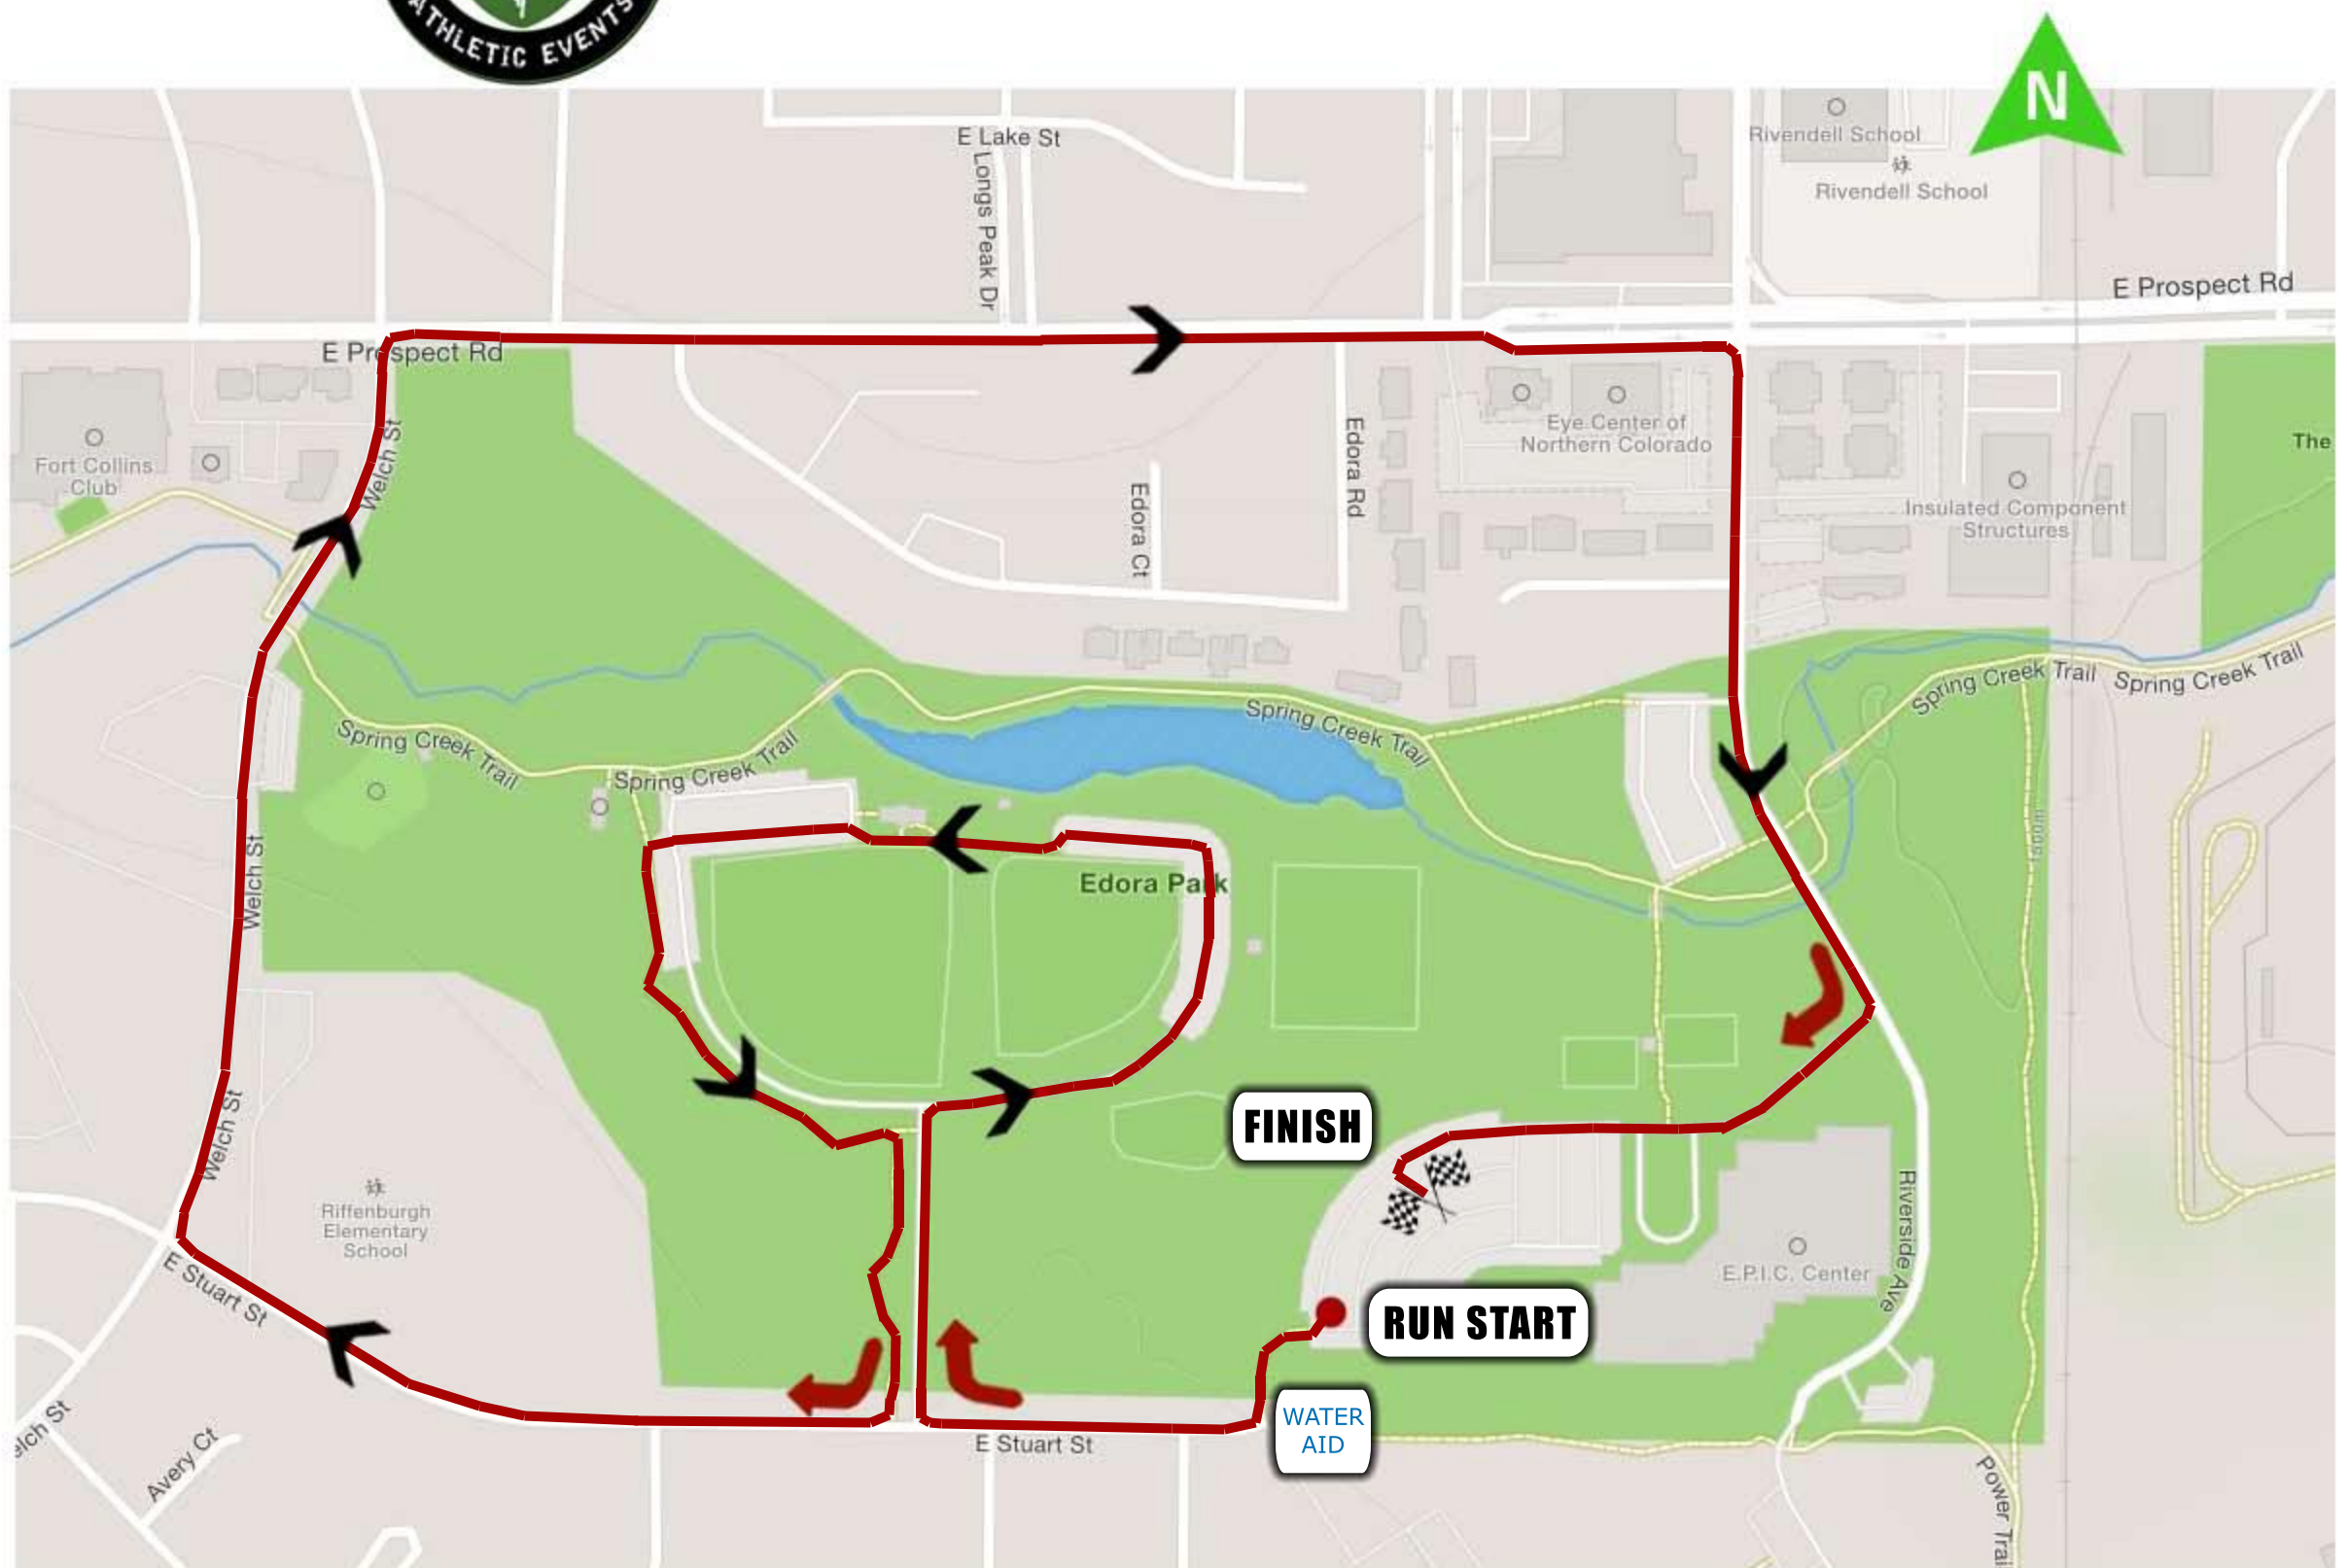 ATHLETIC EVENTS
N
E Lake St
Longs Peak Dr
Rivendell School
Rivendell School
E Prospect Rd
E Prospect Rd
Fort Collins
Club
Welch St
Edora Ct
Edora Rd
Eye Center of
Northern Colorado
Insulated Component
Structures
The
Spring Creek Trail
Spring Creek Trail
Spring Creek Trail
Spring Creek Trail
Spring Creek Trail
Welch St
Edora Park
Welch St
FINISH
Riffenburgh
Elementary
School
E Stuart St
Riverside Ave
E.P.I.C. Center
RUN START
WATER
AID
E Stuart St
elch St
Avery Ct
Power Trai